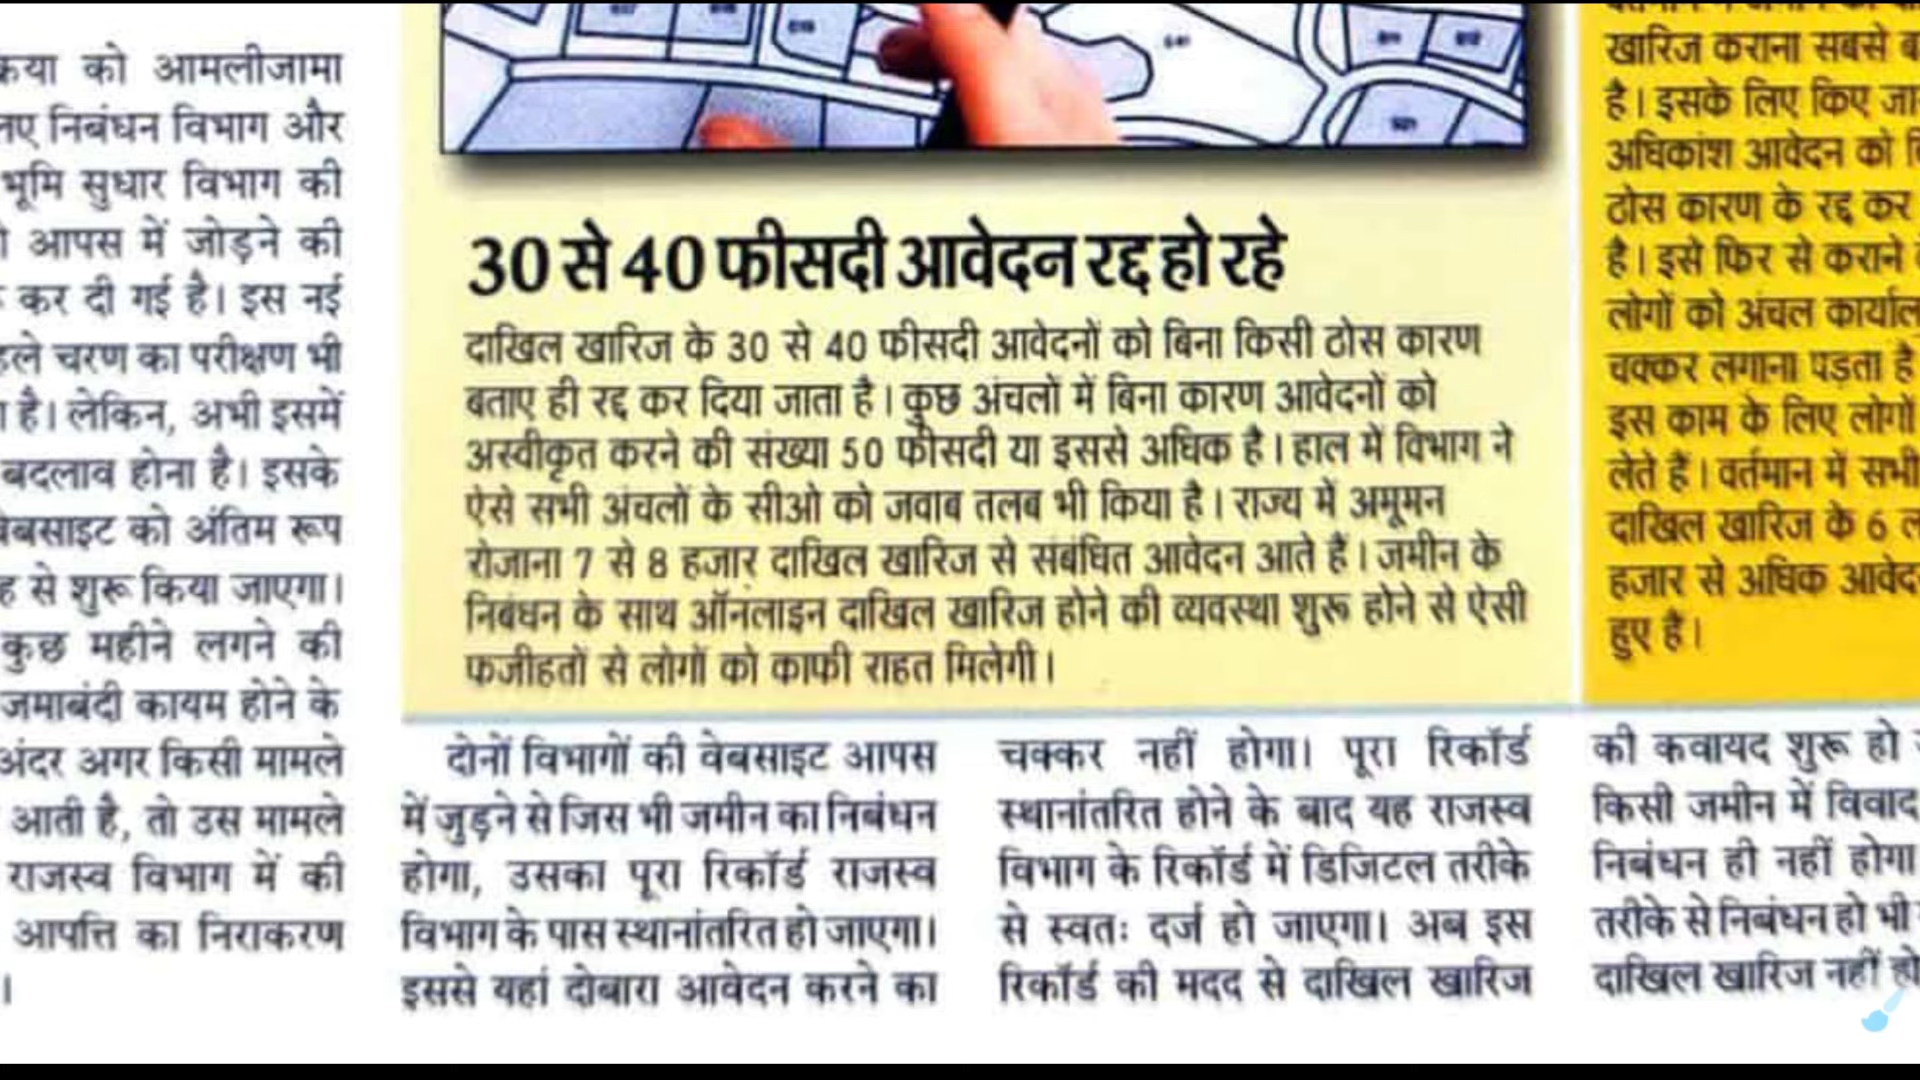 क्रया को आमलीजामा
लिए निबंधन विभाग और
भूमि सुधार विभाग की
आपस में जोड़ने की
कर दी गई है। इस नई
पहले चरण का परीक्षण भी
है। लेकिन, अभी इसमें
बदलाव होना है। इसके
वेबसाइट को अंतिम रूप
से शुरू किया जाएगा।
कुछ महीने लगने की
जमाबंदी कायम होने के
अंदर अगर किसी मामले
आती है, तो उस मामले
राजस्व विभाग में की
आपत्ति का निराकरण
।
30 से 40 फीसदी आवेदन रद्द हो रहे
दाखिल खारिज के 30 से 40 फीसदी आवेदनों को बिना किसी ठोस कारण
बताए ही रद्द कर दिया जाता है। कुछ अंचलों में बिना कारण आवेदनों को
अस्वीकृत करने की संख्या 50 फीसदी या इससे अधिक है। हाल में विभाग ने
ऐसे सभी अंचलों के सीओ को जवाब तलब भी किया है। राज्य में अमूमन
रोजाना 7 से 8 हजार दाखिल खारिज से संबंधित आवेदन आते हैं। जमीन के
निबंधन के साथ ऑनलाइन दाखिल खारिज होने की व्यवस्था शुरू होने से ऐसी
फजीहतों से लोगों को काफी राहत मिलेगी।
दोनों विभागों की वेबसाइट आपस
में जुड़ने से जिस भी जमीन का निबंधन
होगा, उसका पूरा रिकॉर्ड राजस्व
विभाग के पास स्थानांतरित हो जाएगा।
इससे यहां दोबारा आवेदन करने का
चक्कर नहीं होगा। पूरा रिकॉर्ड
स्थानांतरित होने के बाद यह राजस्व
विभाग के रिकॉर्ड में डिजिटल तरीके
से स्वतः दर्ज हो जाएगा। अब इस
रिकॉर्ड की मदद से दाखिल खारिज
खारिज कराना सबसे
है। इसके लिए किए
अधिकांश आवेदन को
ठोस कारण के रद्द कर
है। इसे फिर से कराने
लोगों को अंचल
चक्कर लगाना पड़ता है
इस काम के लिए लोगों
लेते हैं। वर्तमान में सभी
दाखिल खारिज के 6
हजार से अधिक
हुए हैं।
की कवायद शुरू हो
किसी जमीन में विवाद
निबंधन ही नहीं होगा
तरीके से निबंधन हो भी
दाखिल खारिज नहीं